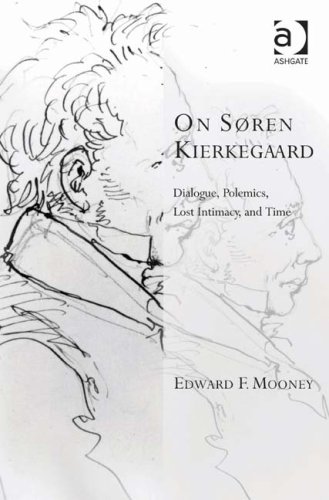 a
ASHGATE
ON SØREN
KIERKEGAARD
Dialogue, Polemics,
Lost Intimacy, and Time
EDWARD F. MOONEY